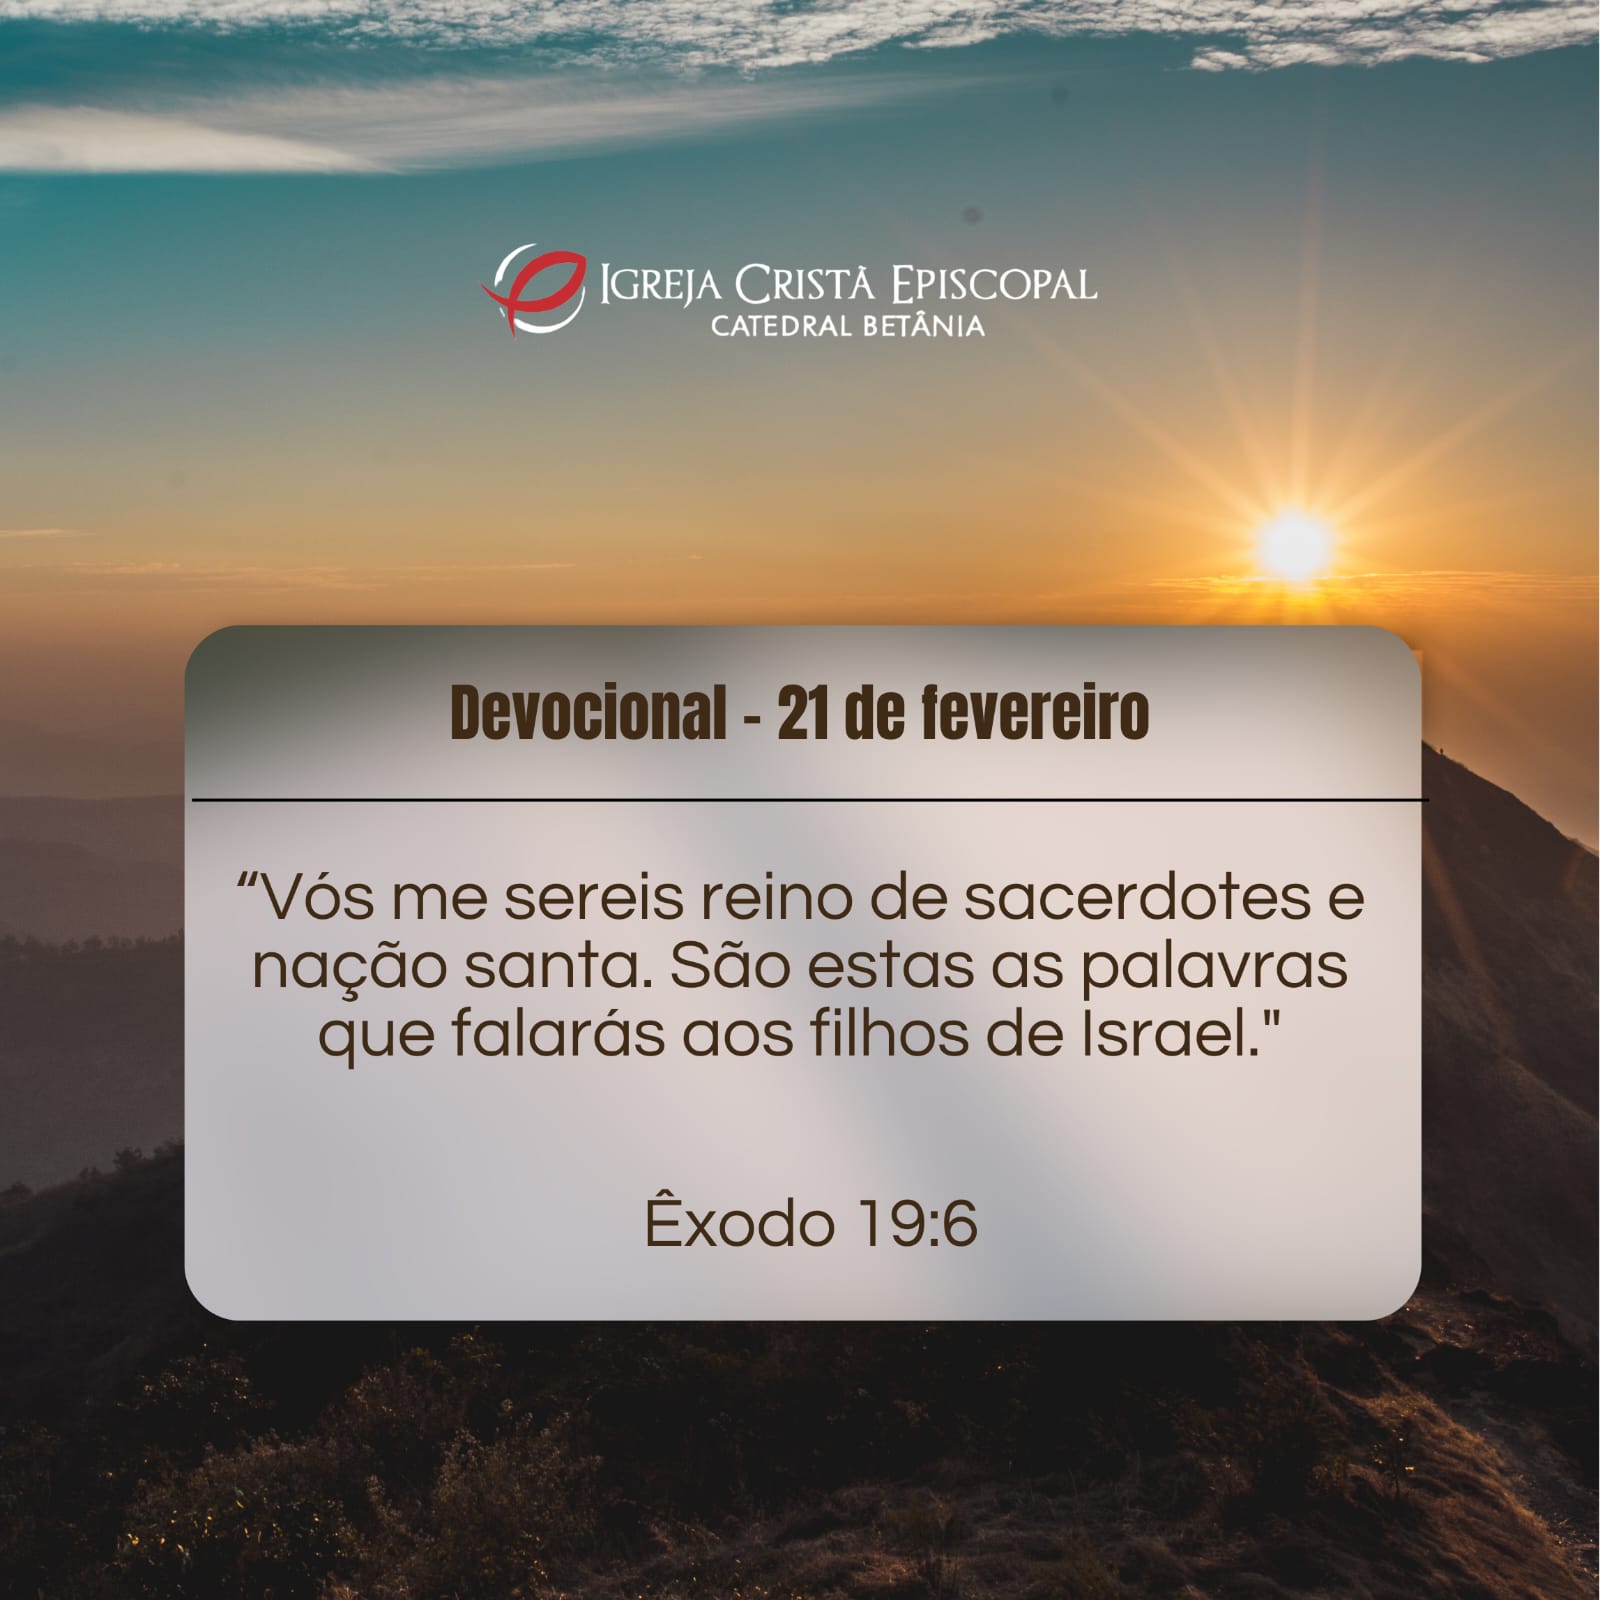 IGREJA CRISTÃ EPISCOPAL
CATEDRAL BETÂNIA
Devocional - 21 de fevereiro
“Vós me sereis reino de sacerdotes e
nação santa. São estas as palavras
que falarás aos filhos de Israel."
Êxodo 19:6